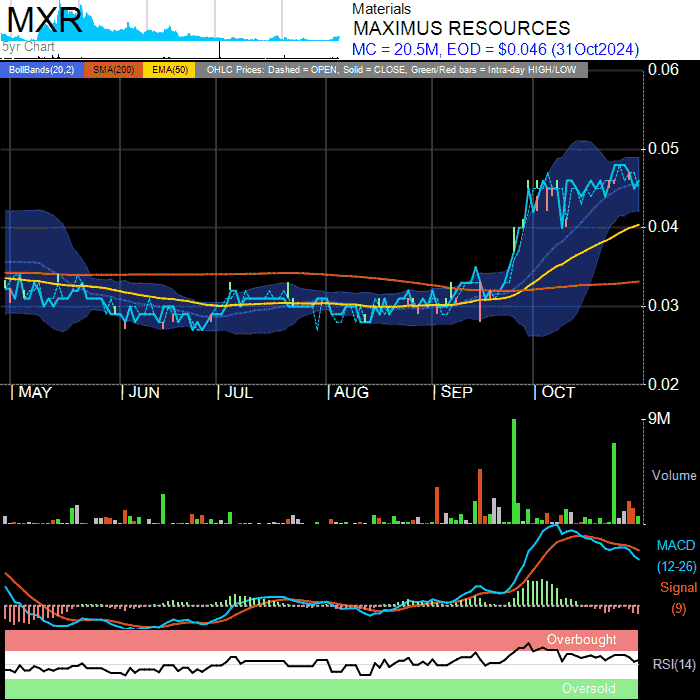 MXR
5yr Chart
Materials
MAXIMUS RESOURCES
MC = 20.5M, EOD = $0.046 (31Oct2024)
BollBands(20,2) SMA(200) EMA(50) OHLC Prices: Dashed = OPEN, Solid = CLOSE, Green/Red bars = Intra-day HIGH/LOW
0.06
0.05
0.04
0.03
0.02
MAY JUN JUL AUG SEP OCT
9M
Volume
MACD
(12-26)
Signal
(9)
Overbought
RSI(14)
Oversold